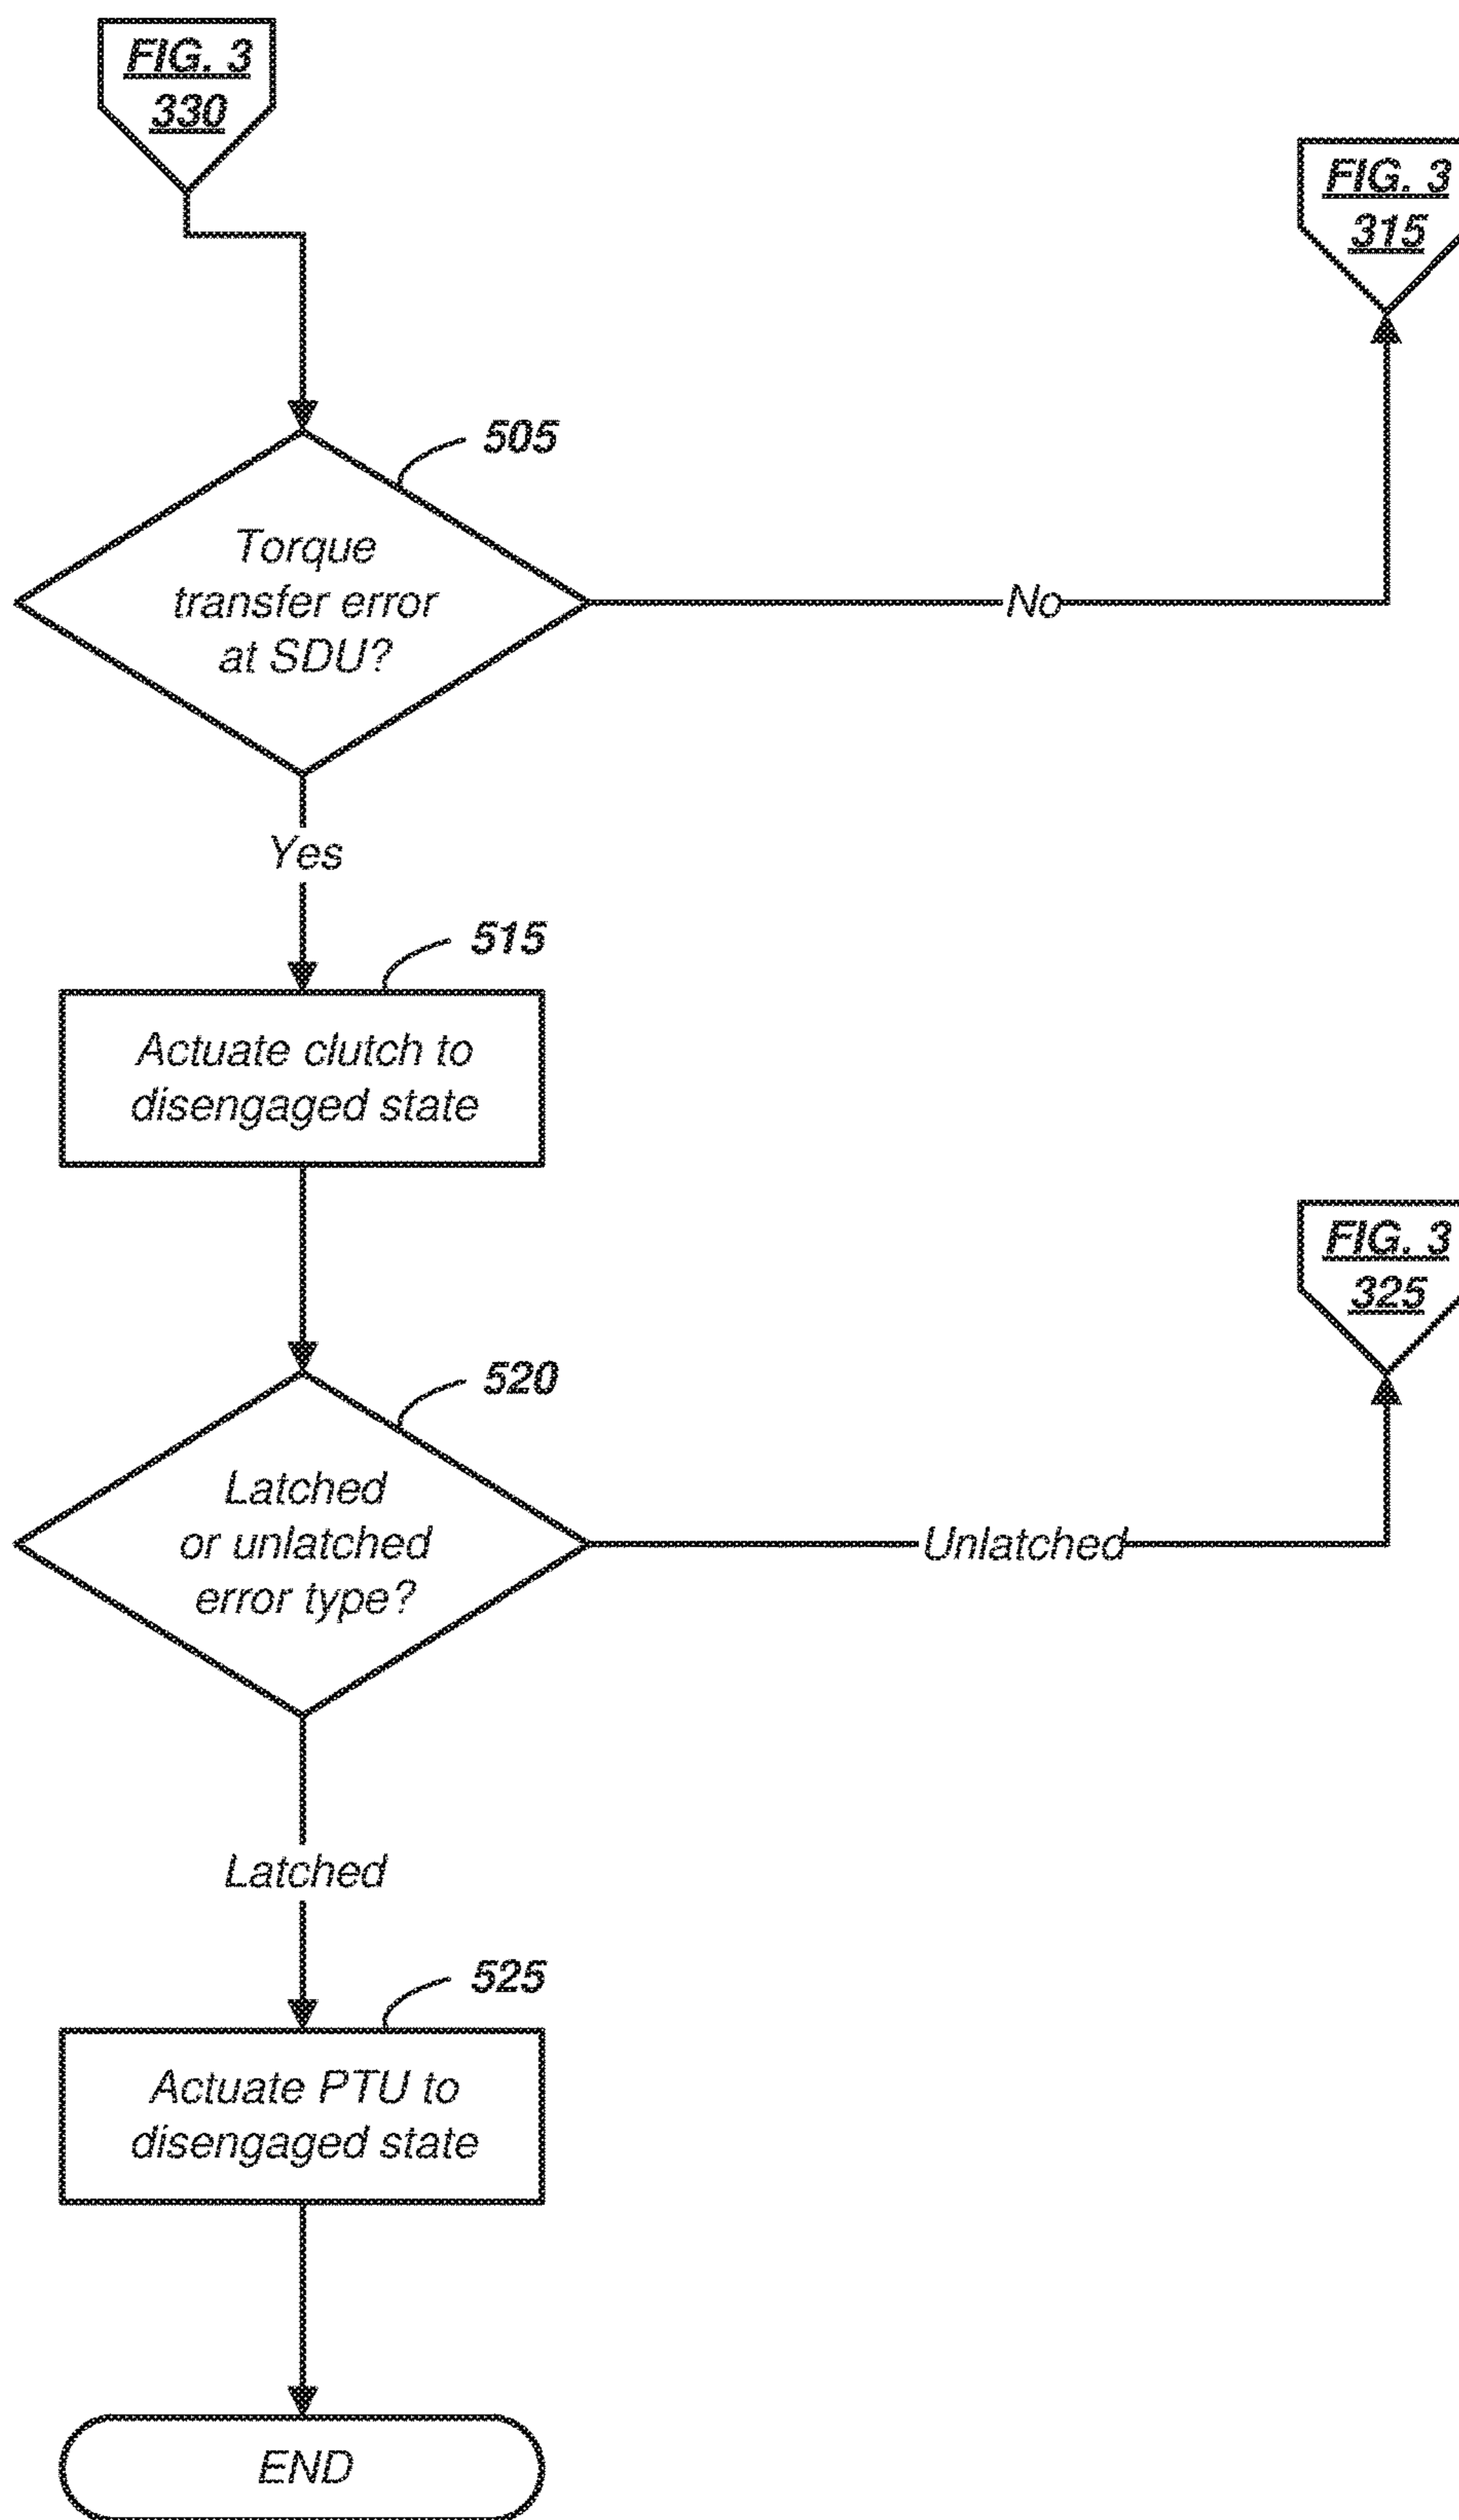 FIG. 3
330
FIG. 3
315
505
Torque
transfer error
at SDU?
No
Yes
515
Actuate clutch to
disengaged state
FIG. 3
325
520
Latched
or unlatched
error type?
Unlatched
Latched
525
Actuate PTU to
disengaged state
END